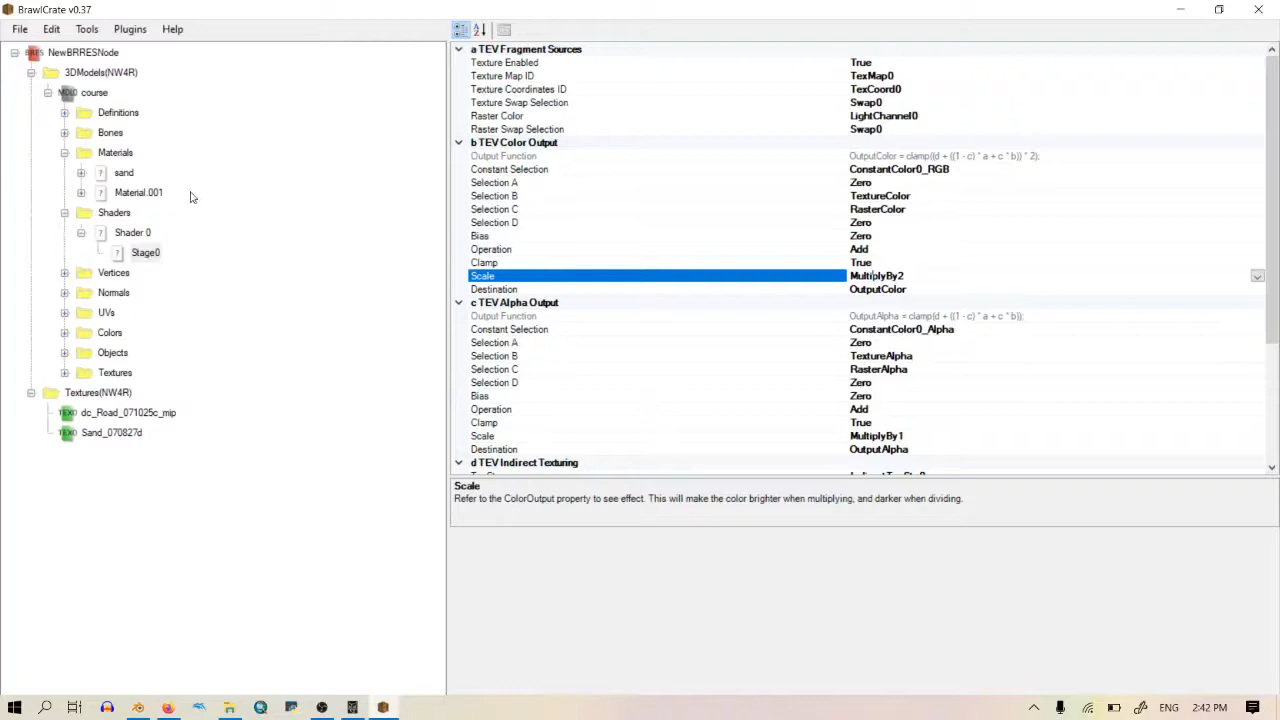 BrawlCrate v0.37
File Edit Tools Plugins Help
NewBRRESNode
3DModels(NW4R)
course
Definitions
Bones
Materials
sand
Material.001
Shaders
Shader 0
Stage0
Vertices
Normals
UVs
Colors
Objects
Textures
Textures(NW4R)
dc_Road_071025c_mip
Sand_070827d
a TEV Fragment Sources
Texture Enabled True
Texture Map ID TexMap0
Texture Coordinates ID TexCoord0
Texture Swap Selection Swap0
Raster Color LightChannel0
Raster Swap Selection Swap0
b TEV Color Output
Output Function OutputColor = clamp((d + ((1 - c) * a + c * b)) * 2);
Constant Selection ConstantColor0_RGB
Selection A Zero
Selection B TextureColor
Selection C RasterColor
Selection D Zero
Bias Zero
Operation Add
Clamp True
Scale MultiplyBy2
Destination OutputColor
c TEV Alpha Output
Output Function OutputAlpha = clamp(d + ((1 - c) * a + c * b));
Constant Selection ConstantColor0_Alpha
Selection A Zero
Selection B TextureAlpha
Selection C RasterAlpha
Selection D Zero
Bias Zero
Operation Add
Clamp True
Scale MultiplyBy1
Destination OutputAlpha
d TEV Indirect Texturing
Scale
Refer to the ColorOutput property to see effect. This will make the color brighter when multiplying, and darker when dividing.
ENG 2:42 PM